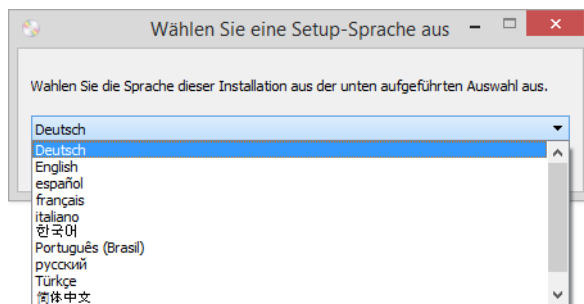 Wählen Sie eine Setup-Sprache aus
Wahlen Sie die Sprache dieser Installation aus der unten aufgeführten Auswahl aus.
Deutsch
Deutsch
English
español
français
italiano
한국어
Português (Brasil)
русский
Türkçe
简体中文